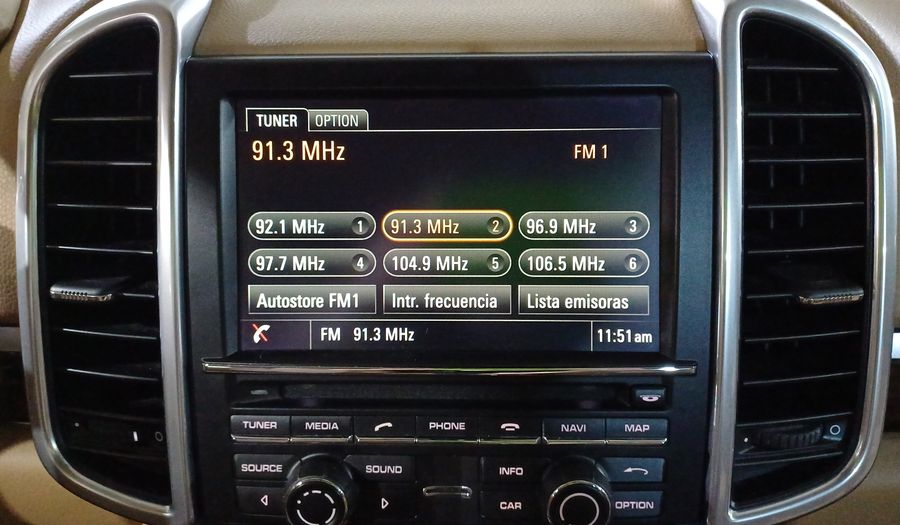 TUNER OPTION
91.3 MHz FM 1
92.1 MHz 1 91.3 MHz 2 96.9 MHz 3
97.7 MHz 4 104.9 MHz 5 106.5 MHz 6
Autostore FM1 Intr. frecuencia Lista emisoras
FM 91.3 MHz 11:51 am
TUNER MEDIA PHONE NAVI MAP
SOURCE SOUND INFO
CAR OPTION